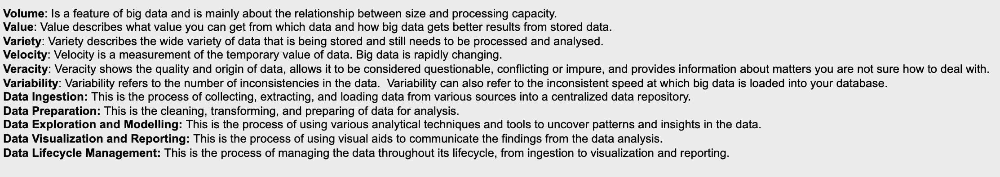 Volume: Is a feature of big data and is mainly about the relationship between size and processing capacity.
Value: Value describes what value you can get from which data and how big data gets better results from stored data.
Variety: Variety describes the wide variety of data that is being stored and still needs to be processed and analysed.
Velocity: Velocity is a measurement of the temporary value of data. Big data is rapidly changing.
Veracity: Veracity shows the quality and origin of data, allows it to be considered questionable, conflicting or impure, and provides information about matters you are not sure how to deal with.
Variability: Variability refers to the number of inconsistencies in the data.  Variability can also refer to the inconsistent speed at which big data is loaded into your database.
Data Ingestion: This is the process of collecting, extracting, and loading data from various sources into a centralized data repository.
Data Preparation: This is the cleaning, transforming, and preparing of data for analysis.
Data Exploration and Modelling: This is the process of using various analytical techniques and tools to uncover patterns and insights in the data.
Data Visualization and Reporting: This is the process of using visual aids to communicate the findings from the data analysis.
Data Lifecycle Management: This is the process of managing the data throughout its lifecycle, from ingestion to visualization and reporting.